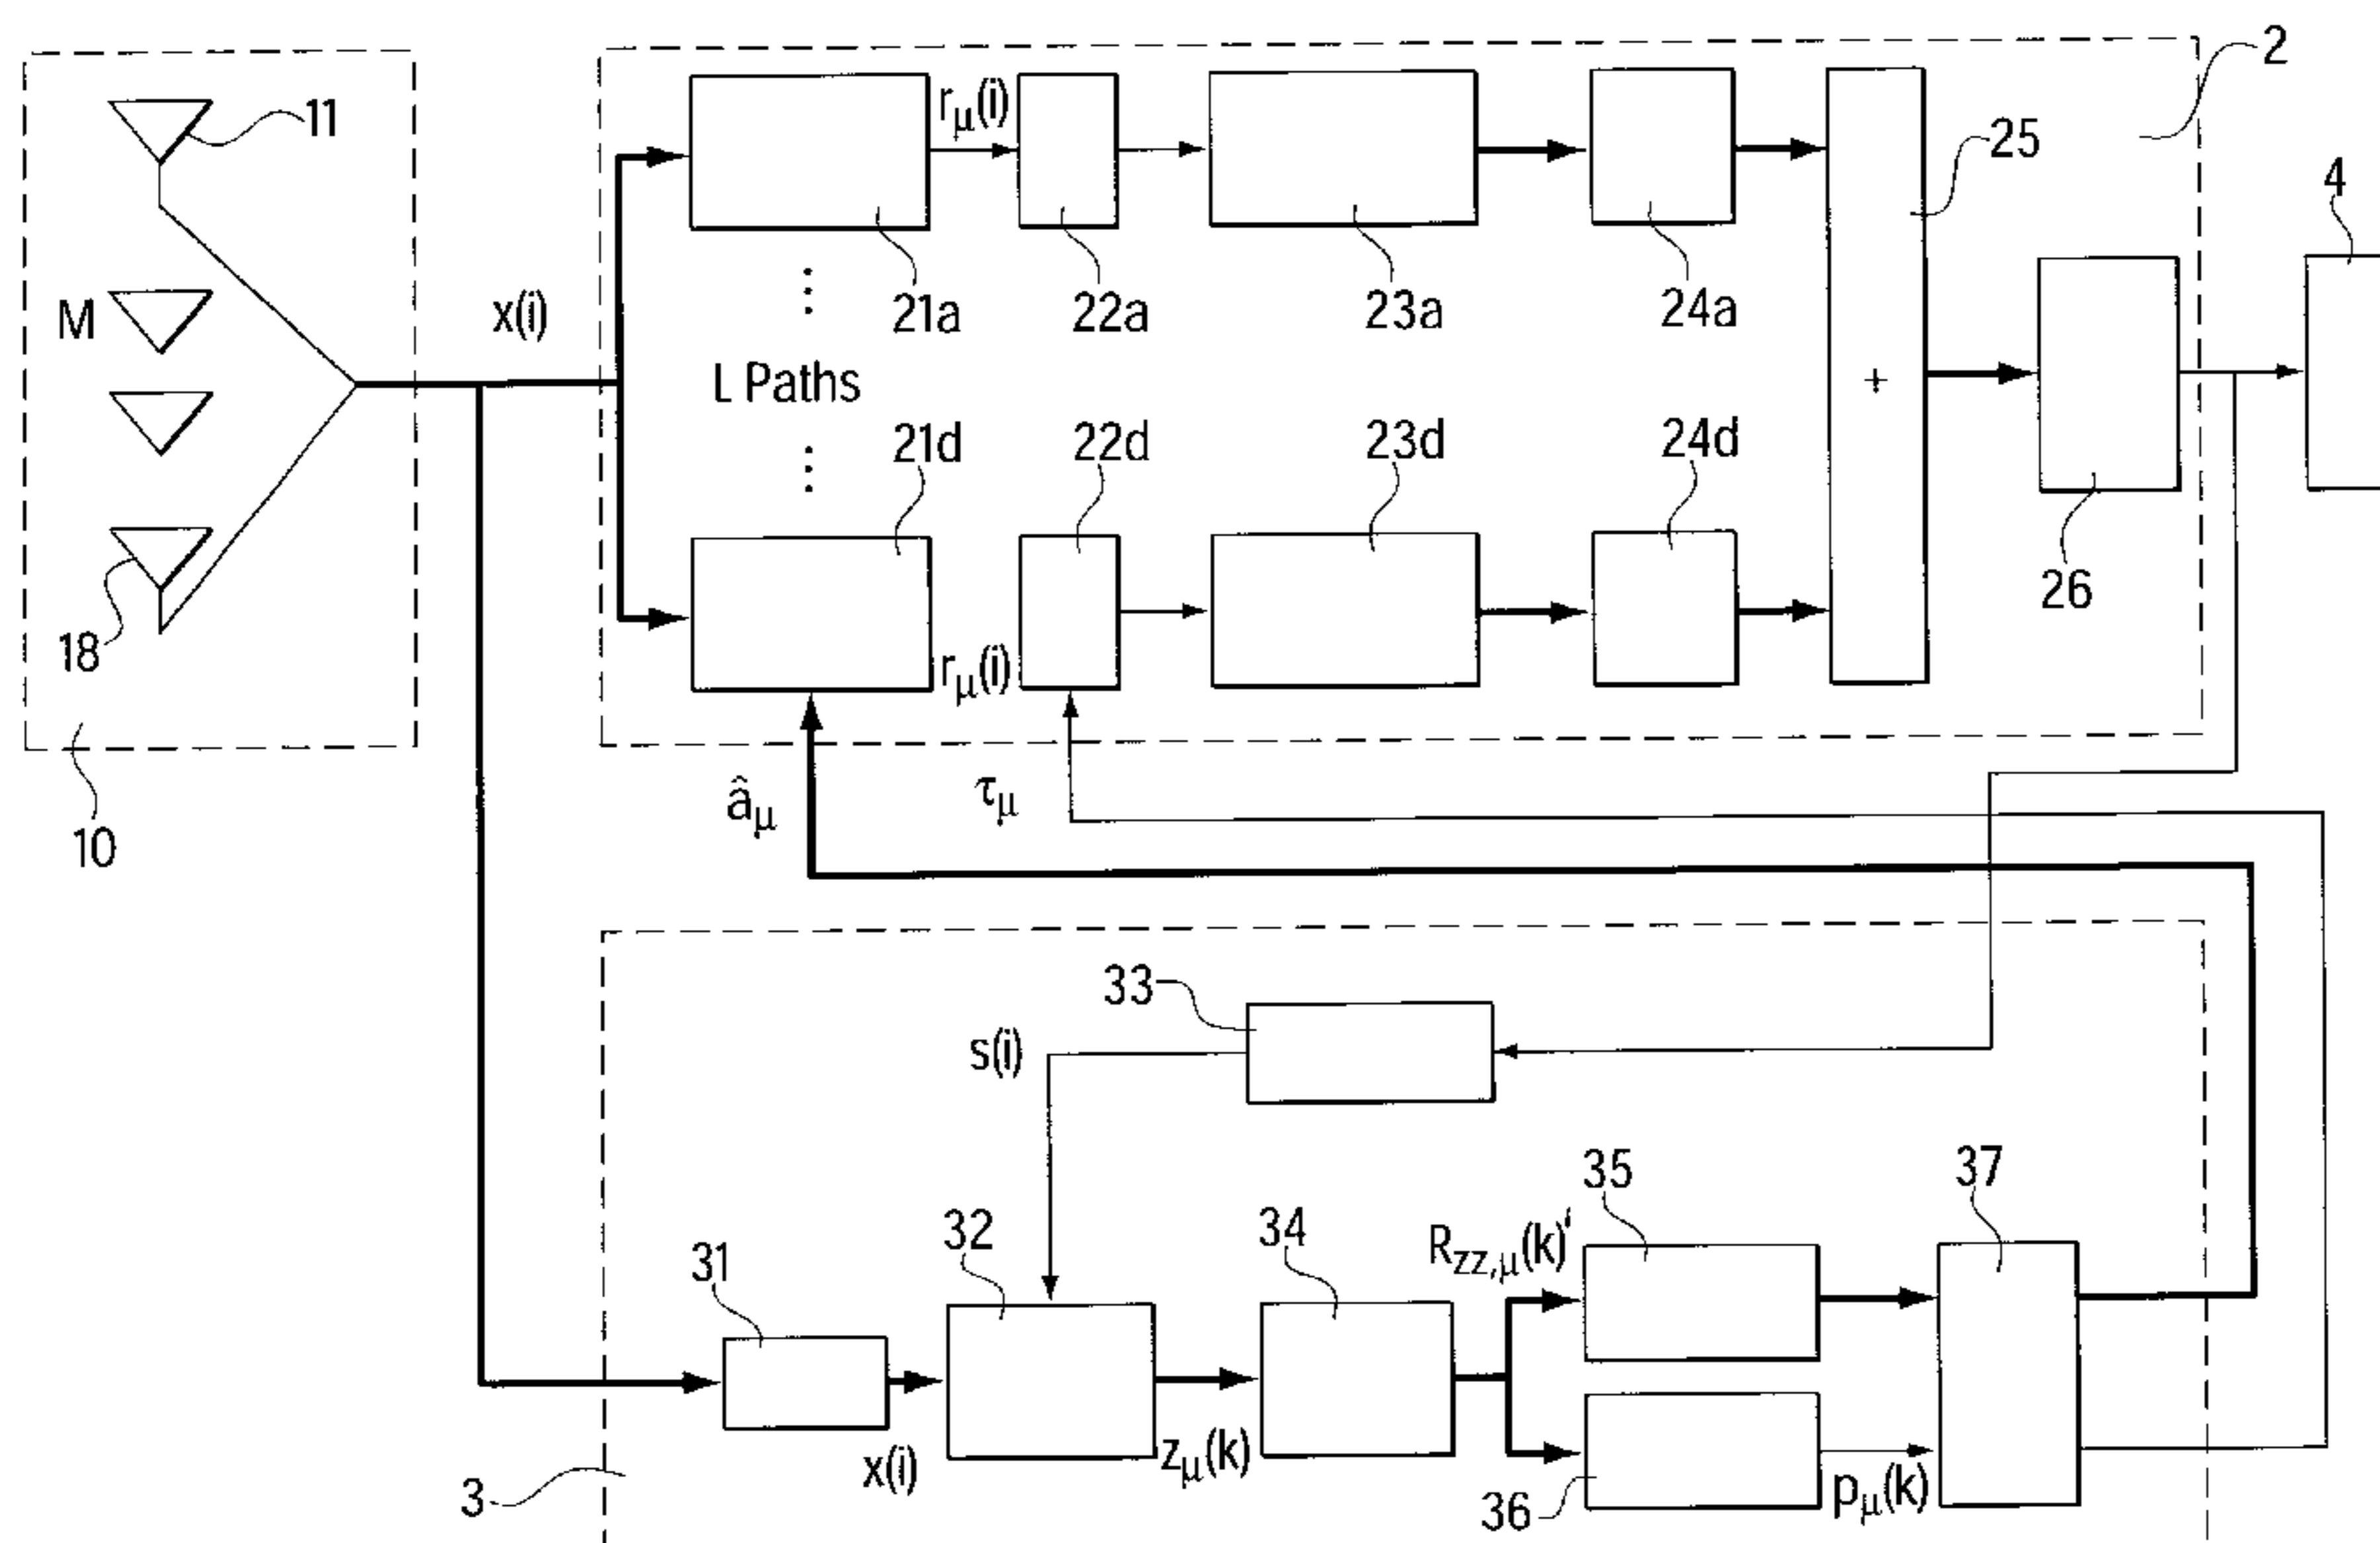 2
11
r_μ(i)
25
4
M
x(i)
21a
22a
23a
24a
L Paths
+
21d
22d
23d
24d
26
18
r_μ(i)
â_μ
τ_μ
10
33
s(i)
35
37
32
34
R_zz,μ(k)'
31
x(i)
z_μ(k)
3
36
p_μ(k)